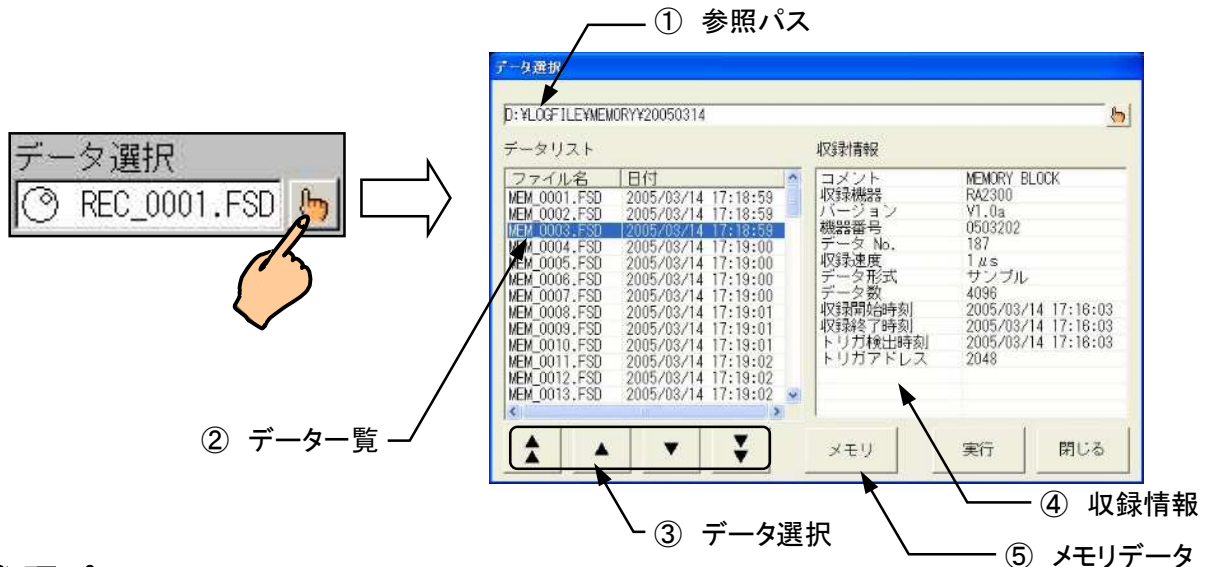 ① 参照パス
データ選択
REC_0001.FSD
データ選択
D:¥LOGFILE¥MEMORY¥20050314
データリスト
ファイル名 日付
MEM_0001.FSD 2005/03/14 17:18:59
MEM_0002.FSD 2005/03/14 17:18:59
MEM_0003.FSD 2005/03/14 17:18:59
MEM_0004.FSD 2005/03/14 17:19:00
MEM_0005.FSD 2005/03/14 17:19:00
MEM_0006.FSD 2005/03/14 17:19:00
MEM_0007.FSD 2005/03/14 17:19:00
MEM_0008.FSD 2005/03/14 17:19:01
MEM_0009.FSD 2005/03/14 17:19:01
MEM_0010.FSD 2005/03/14 17:19:01
MEM_0011.FSD 2005/03/14 17:19:02
MEM_0012.FSD 2005/03/14 17:19:02
MEM_0013.FSD 2005/03/14 17:19:02
収録情報
コメント MEMORY BLOCK
収録機器 RA2300
バージョン V1.0a
機器番号 0503202
データ No. 187
収録速度 1μs
データ形式 サンプル
データ数 4096
収録開始時刻 2005/03/14 17:16:03
収録終了時刻 2005/03/14 17:16:03
トリガ検出時刻 2005/03/14 17:16:03
トリガアドレス 2048
メモリ 実行 閉じる
② データ一覧
③ データ選択
④ 収録情報
⑤ メモリデータ